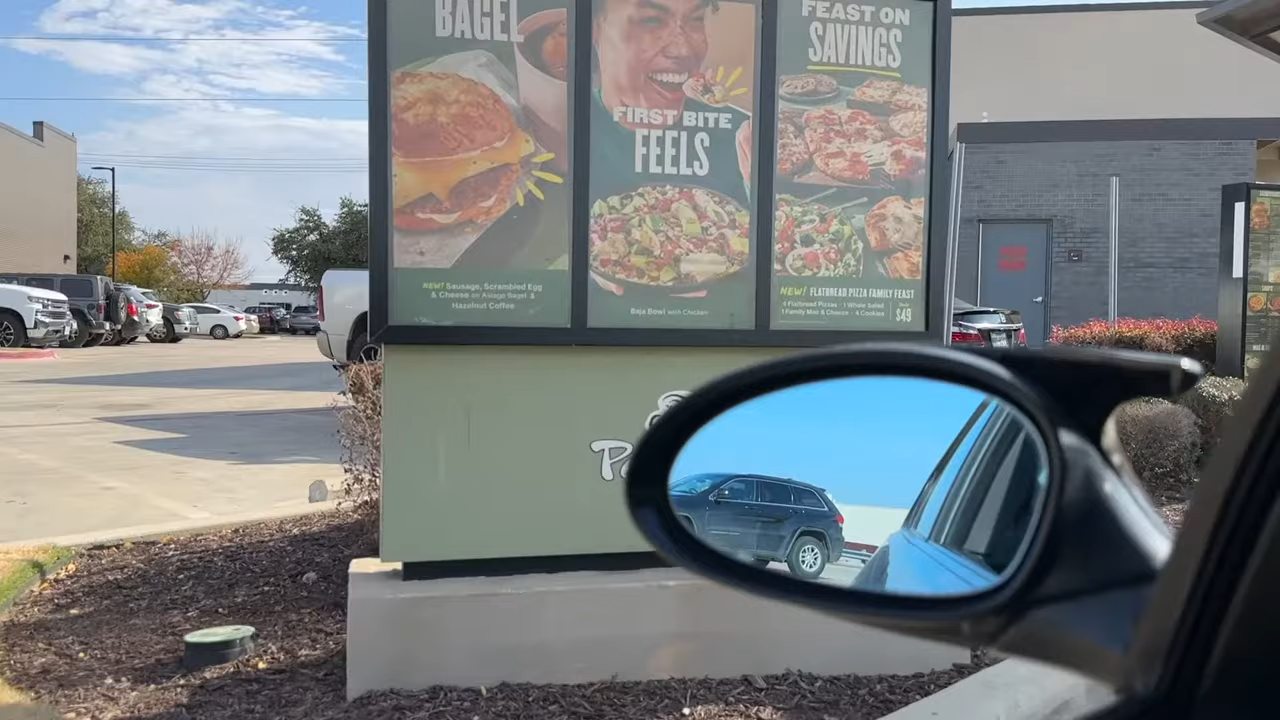 BAGEL
NEW! Sausage, Scrambled Egg
& Cheese on Asiago Bagel &
Hazelnut Coffee
FIRST BITE
FEELS
Baja Bowl with Chicken
FEAST ON
SAVINGS
NEW! FLATBREAD PIZZA FAMILY FEAST
4 Flatbread Pizzas • 1 Whole Salad
1 Family Mac & Cheese • 4 Cookies
$49
Pa